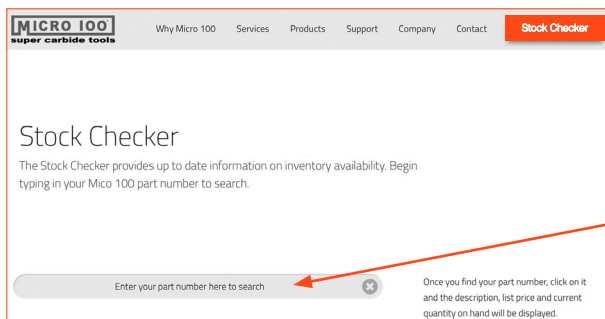 MICRO 100
super carbide tools
Why Micro 100 Services Products Support Company Contact Stock Checker
Stock Checker
The Stock Checker provides up to date information on inventory availability. Begin
typing in your Mico 100 part number to search.
Enter your part number here to search
Once you find your part number, click on it
and the description, list price and current
quantity on hand will be displayed.